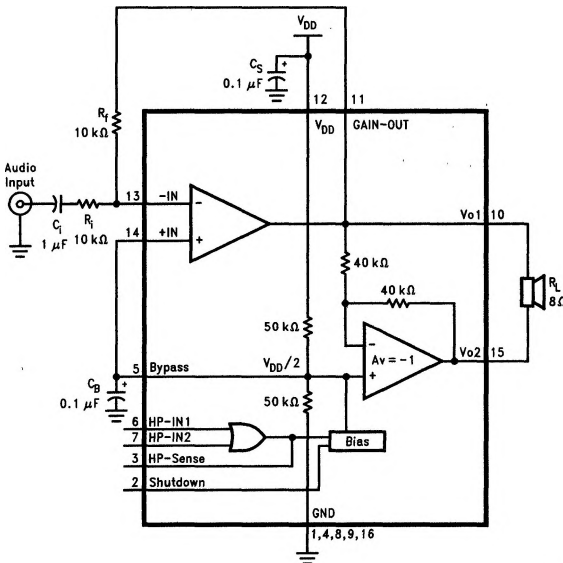 V_DD
C_S
0.1 µF
+
12
11
V_DD
GAIN-OUT
R_f
10 kΩ
Audio
Input
C_i
1 µF
R_i
10 kΩ
13
-IN
-
14
+IN
+
Vo1
10
40 kΩ
40 kΩ
R_L
8Ω
50 kΩ
-
Av = -1
+
Vo2
15
5
Bypass
V_DD/2
C_B
+
0.1 µF
50 kΩ
6
HP-IN1
7
HP-IN2
3
HP-Sense
2
Shutdown
Bias
GND
1,4,8,9,16